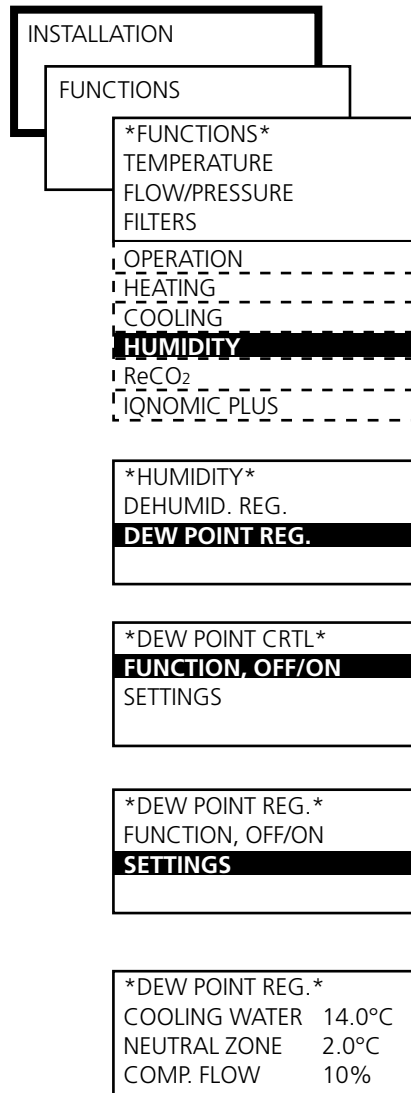 INSTALLATION
FUNCTIONS
*FUNCTIONS*
TEMPERATURE
FLOW/PRESSURE
FILTERS
OPERATION
HEATING
COOLING
HUMIDITY
ReCO₂
IQNOMIC PLUS
*HUMIDITY*
DEHUMID. REG.
DEW POINT REG.
*DEW POINT CRTL*
FUNCTION, OFF/ON
SETTINGS
*DEW POINT REG.*
FUNCTION, OFF/ON
SETTINGS
*DEW POINT REG.*
COOLING WATER 14.0°C
NEUTRAL ZONE 2.0°C
COMP. FLOW 10%